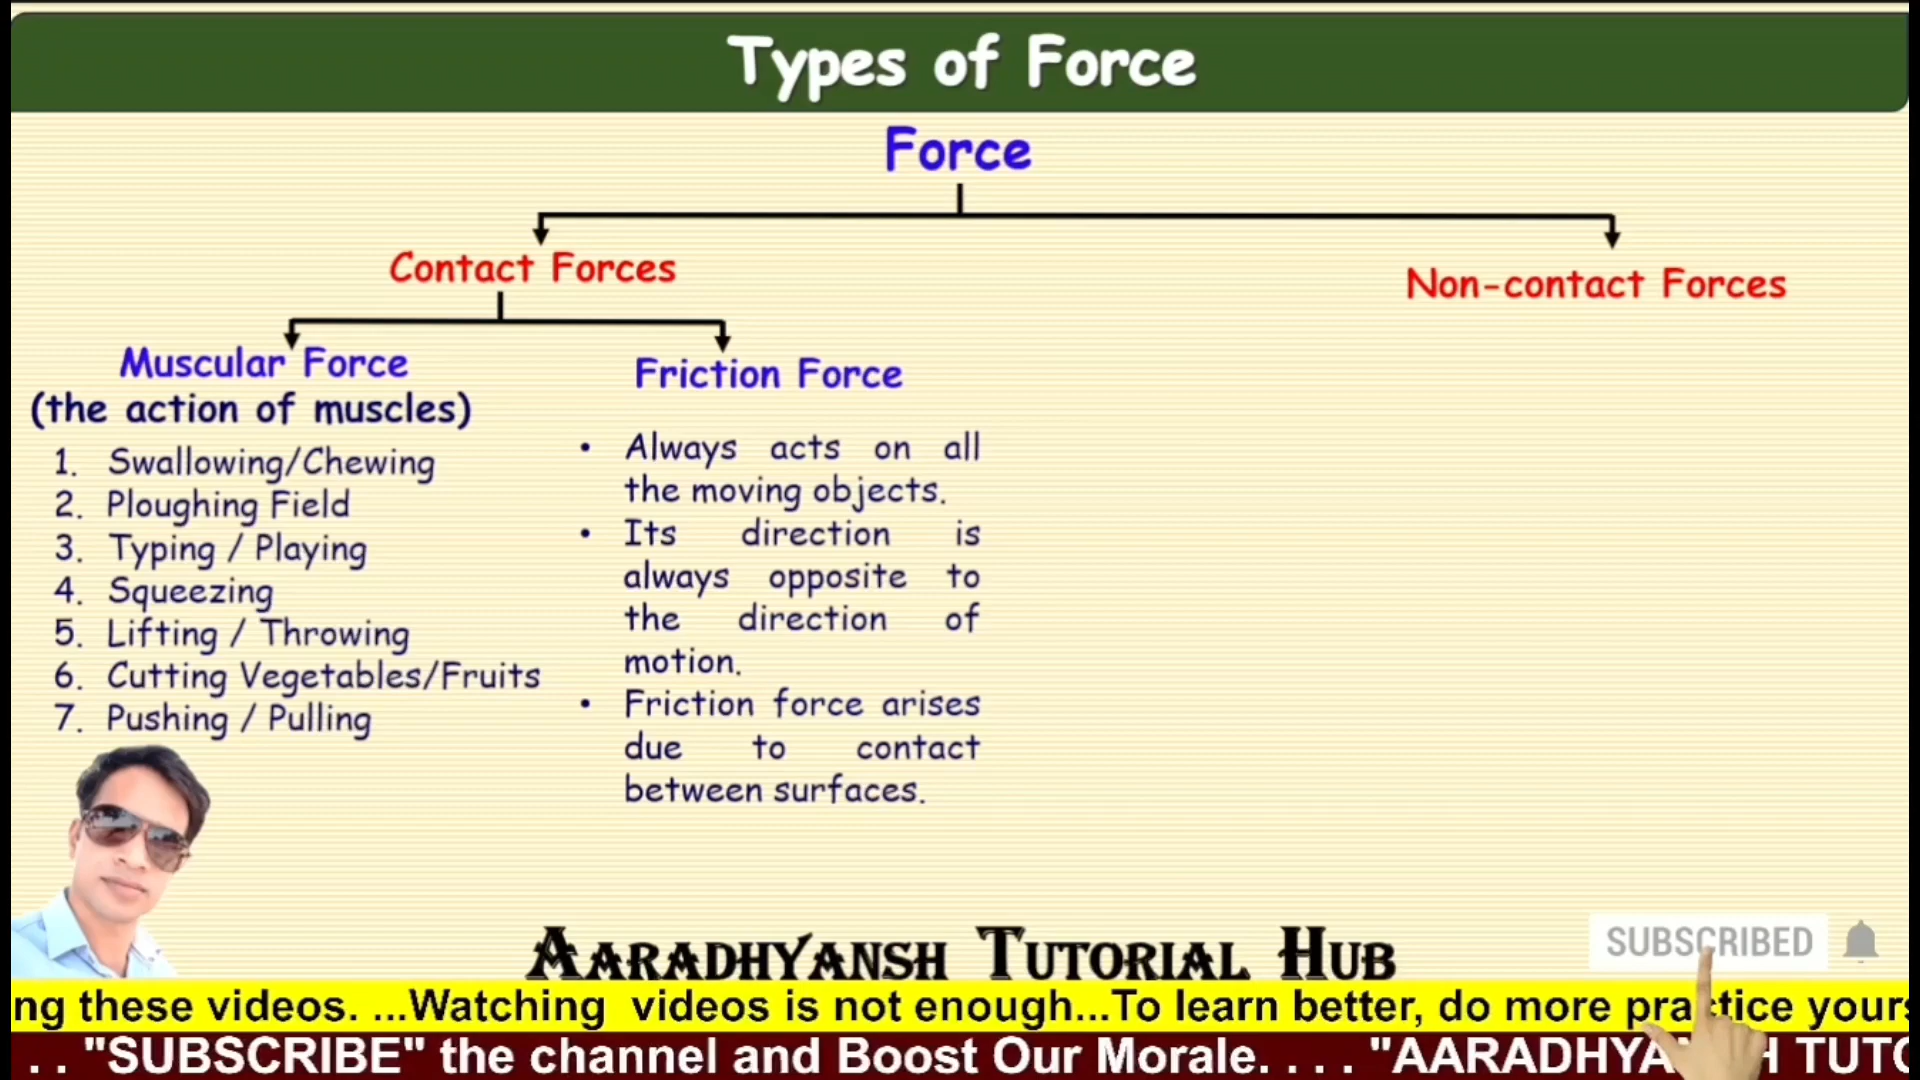 Types of Force
Force
Contact Forces
Non-contact Forces
Muscular Force
(the action of muscles)
1. Swallowing/Chewing
2. Ploughing Field
3. Typing / Playing
4. Squeezing
5. Lifting / Throwing
6. Cutting Vegetables/Fruits
7. Pushing / Pulling
Friction Force
• Always acts on all
the moving objects.
• Its direction is
always opposite to
the direction of
motion.
• Friction force arises
due to contact
between surfaces.
AARADHYANSH TUTORIAL HUB
SUBSCRIBED
ng these videos. ...Watching videos is not enough...To learn better, do more practice yours
. . "SUBSCRIBE" the channel and Boost Our Morale. . . . "